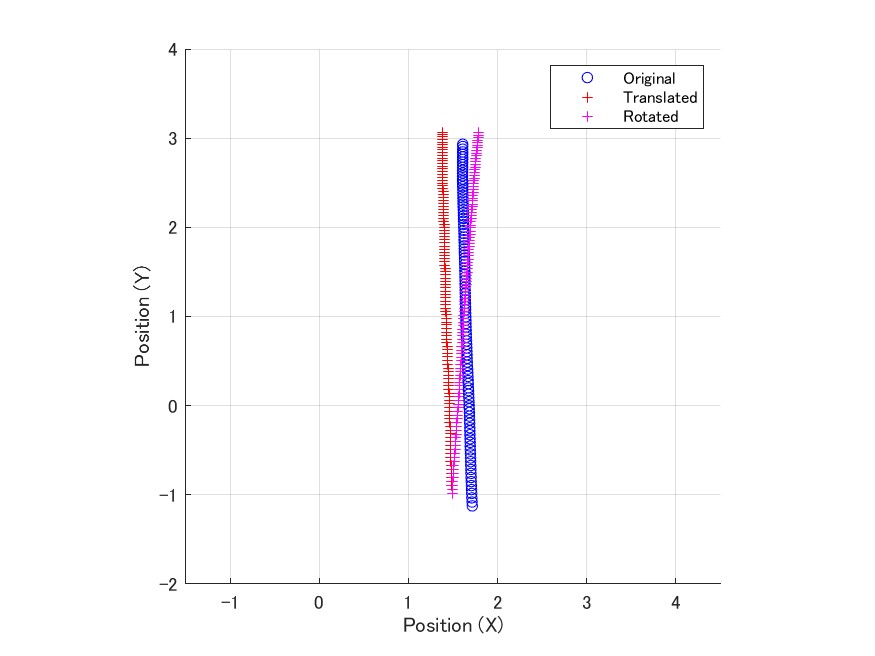 4
3
2
1
0
−1
−2
−1
0
1
2
3
4
Position (X)
Position (Y)
Original
Translated
Rotated